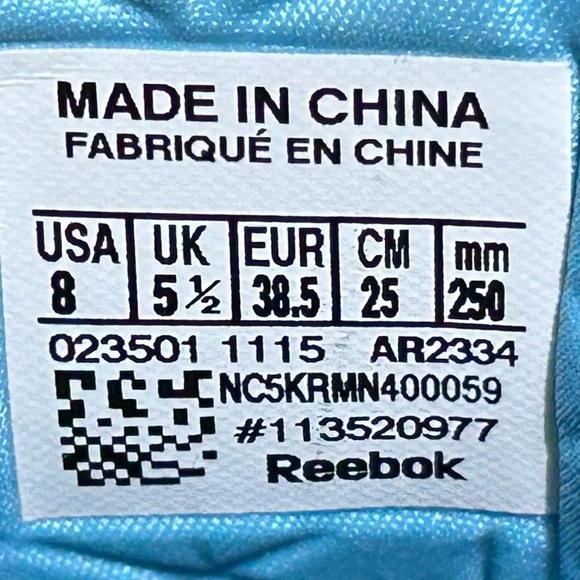 MADE IN CHINA
FABRIQUÉ EN CHINE
USA UK EUR CM mm
8 5 ½ 38.5 25 250
023501 1115 AR2334
NC5KRMN400059
#113520977
Reebok